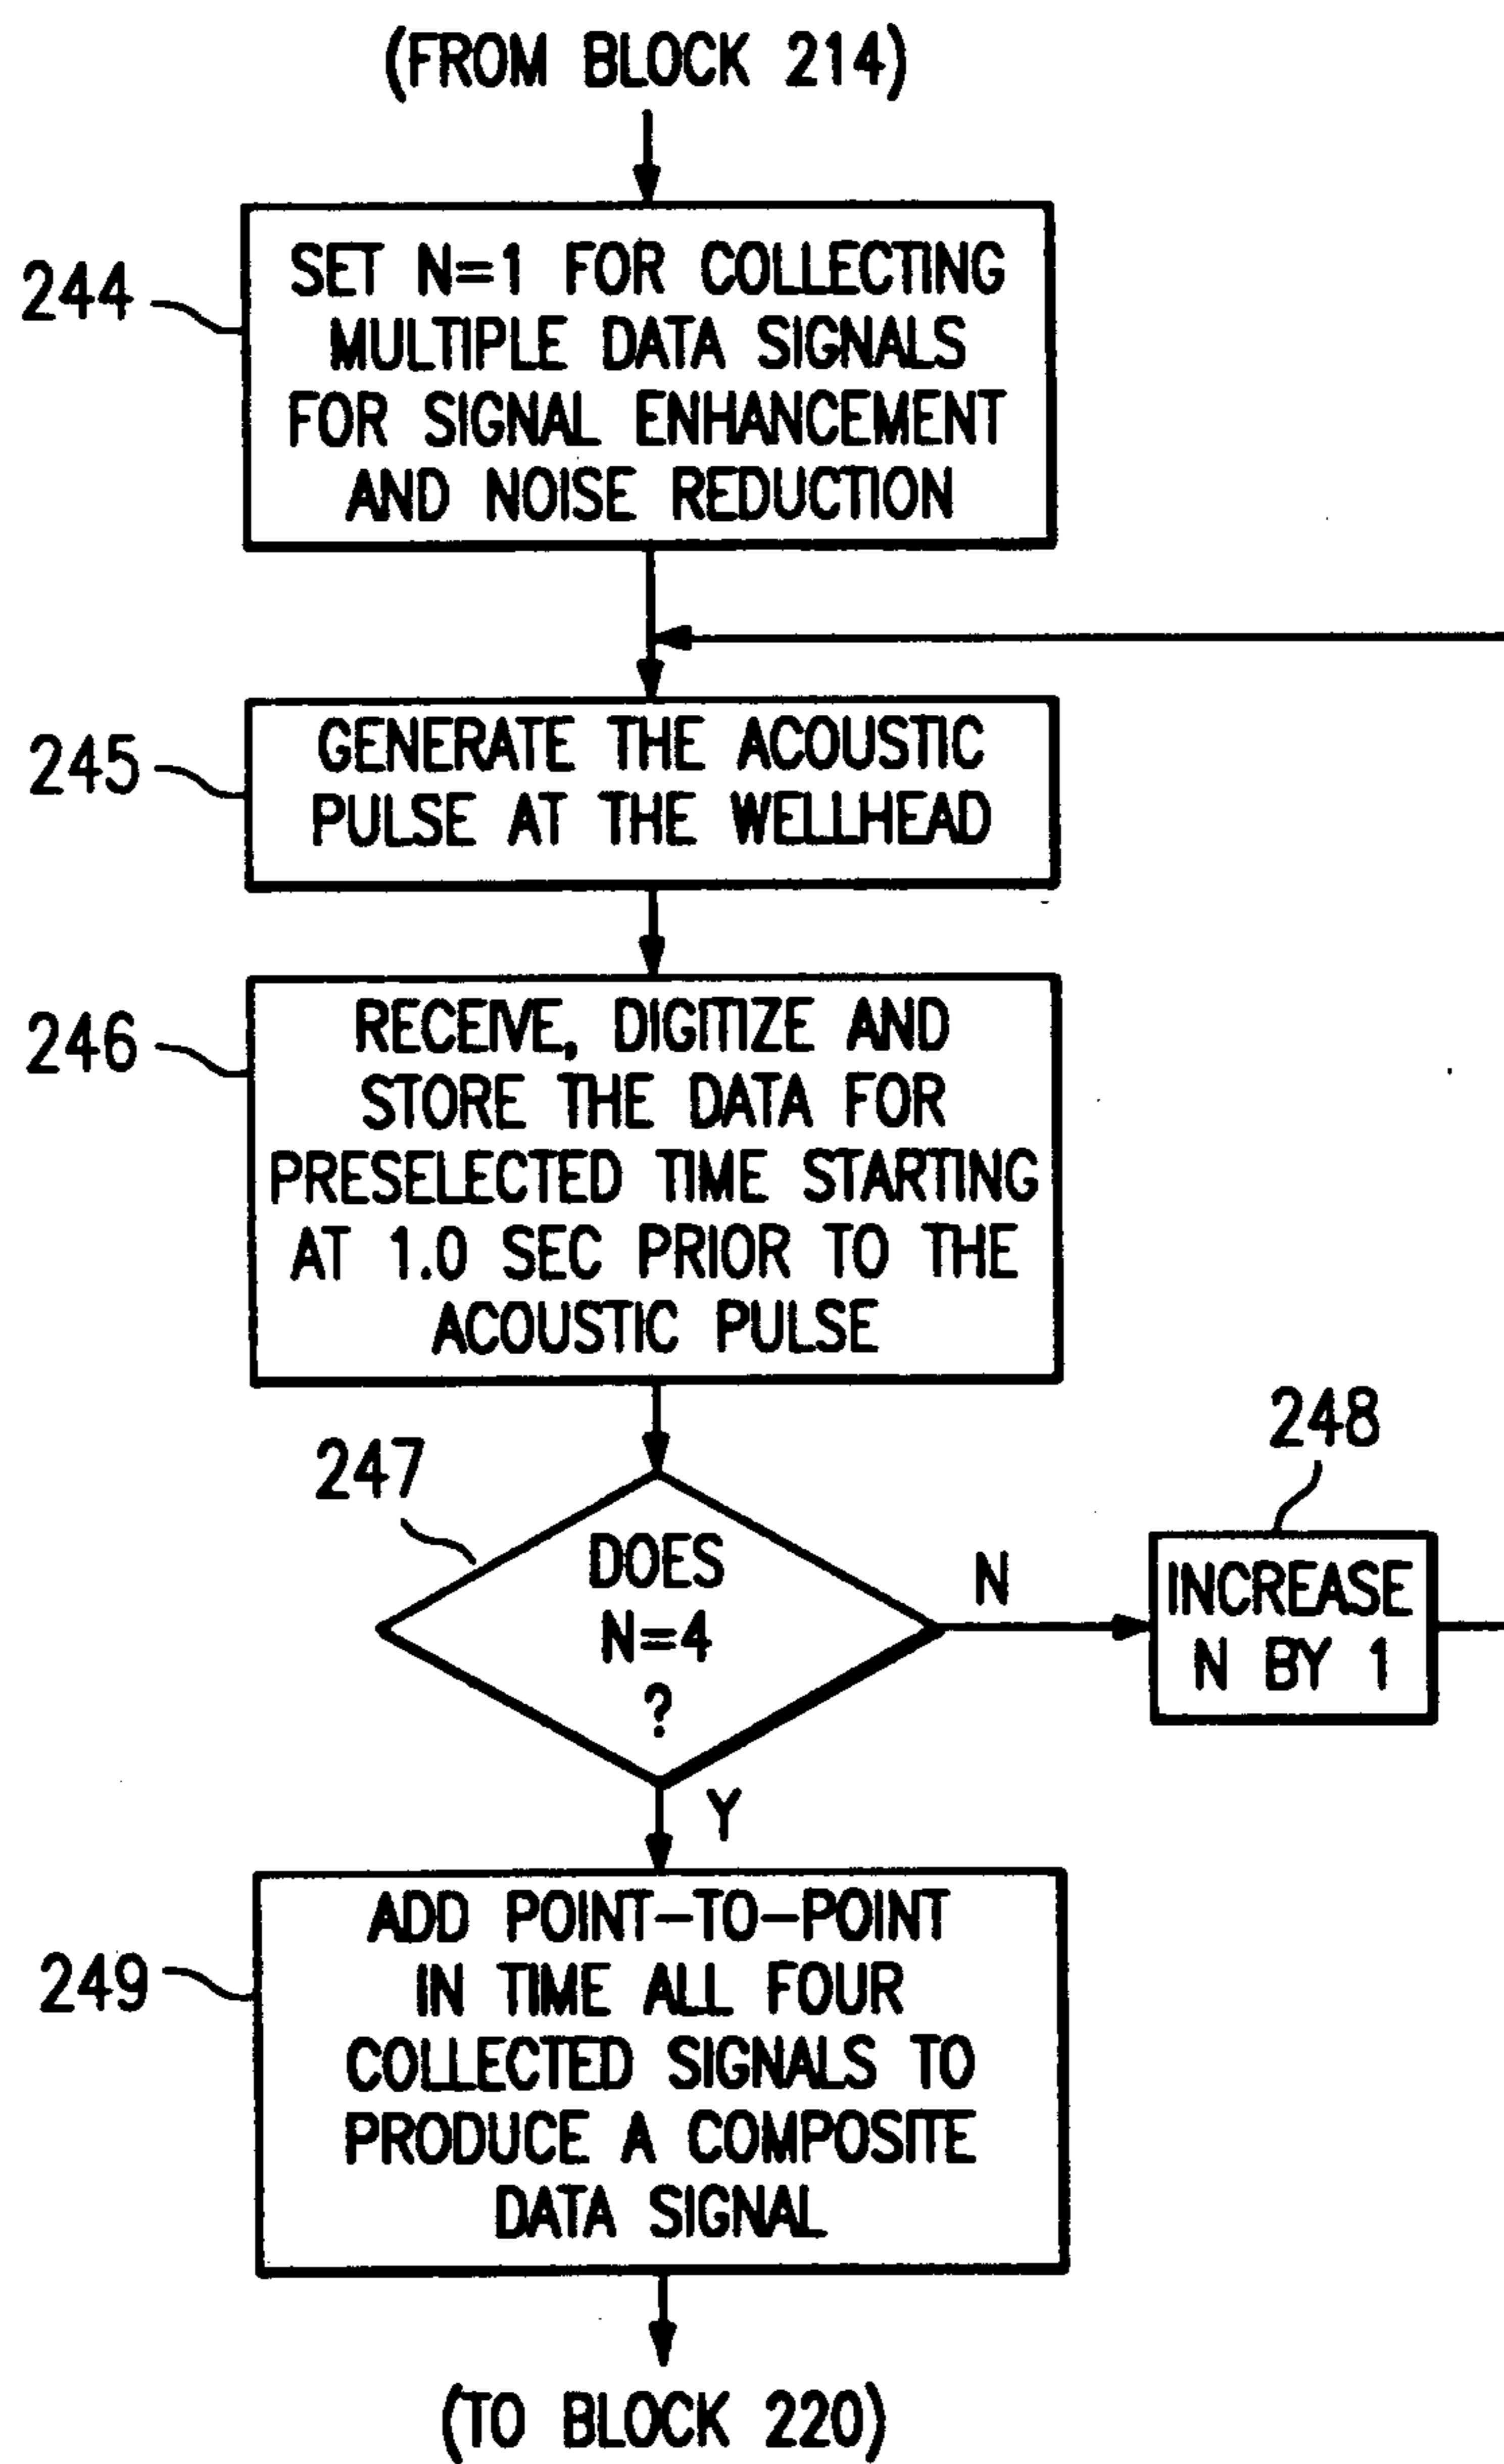 (FROM BLOCK 214)
244
SET N=1 FOR COLLECTING
MULTIPLE DATA SIGNALS
FOR SIGNAL ENHANCEMENT
AND NOISE REDUCTION
245
GENERATE THE ACOUSTIC
PULSE AT THE WELLHEAD
246
RECEIVE, DIGITIZE AND
STORE THE DATA FOR
PRESELECTED TIME STARTING
AT 1.0 SEC PRIOR TO THE
ACOUSTIC PULSE
247
DOES
N=4
?
N
248
INCREASE
N BY 1
Y
249
ADD POINT-TO-POINT
IN TIME ALL FOUR
COLLECTED SIGNALS TO
PRODUCE A COMPOSITE
DATA SIGNAL
(TO BLOCK 220)